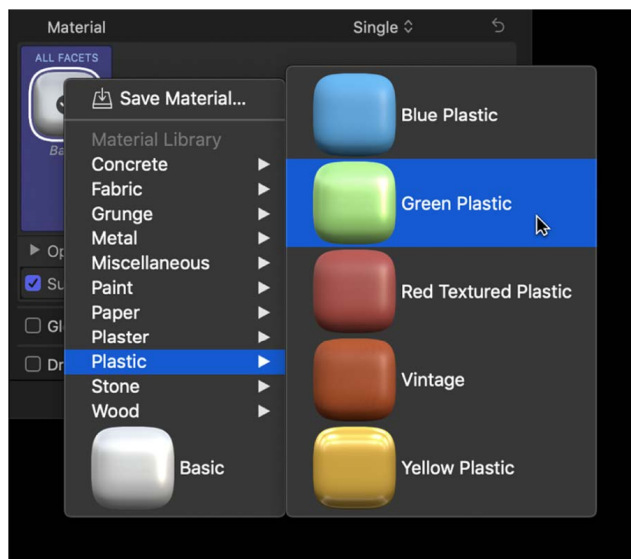 Material
Single
ALL FACETS
Save Material...
Material Library
Concrete
Fabric
Grunge
Metal
Miscellaneous
Paint
Paper
Plaster
Plastic
Stone
Wood
Basic
Blue Plastic
Green Plastic
Red Textured Plastic
Vintage
Yellow Plastic